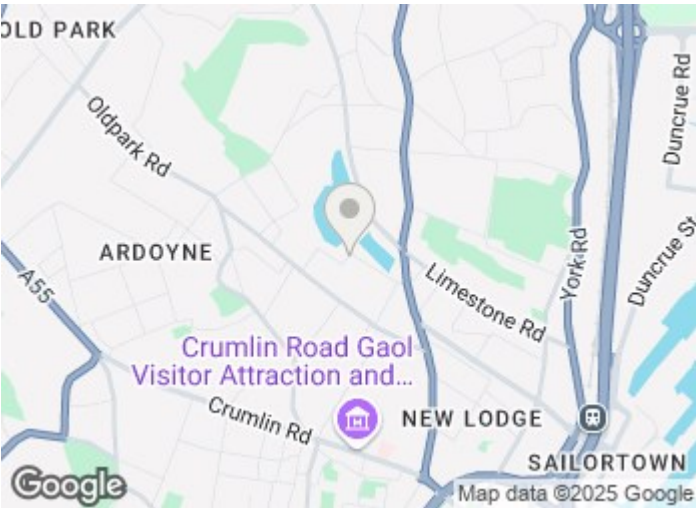 OLD PARK
Oldpark Rd
Duncrue Rd
ARDOYNE
A55
York Rd
Duncrue St
Limestone Rd
Crumlin Road Gaol
Visitor Attraction and...
Crumlin Rd
NEW LODGE
SAILORTOWN
Google
Map data ©2025 Google